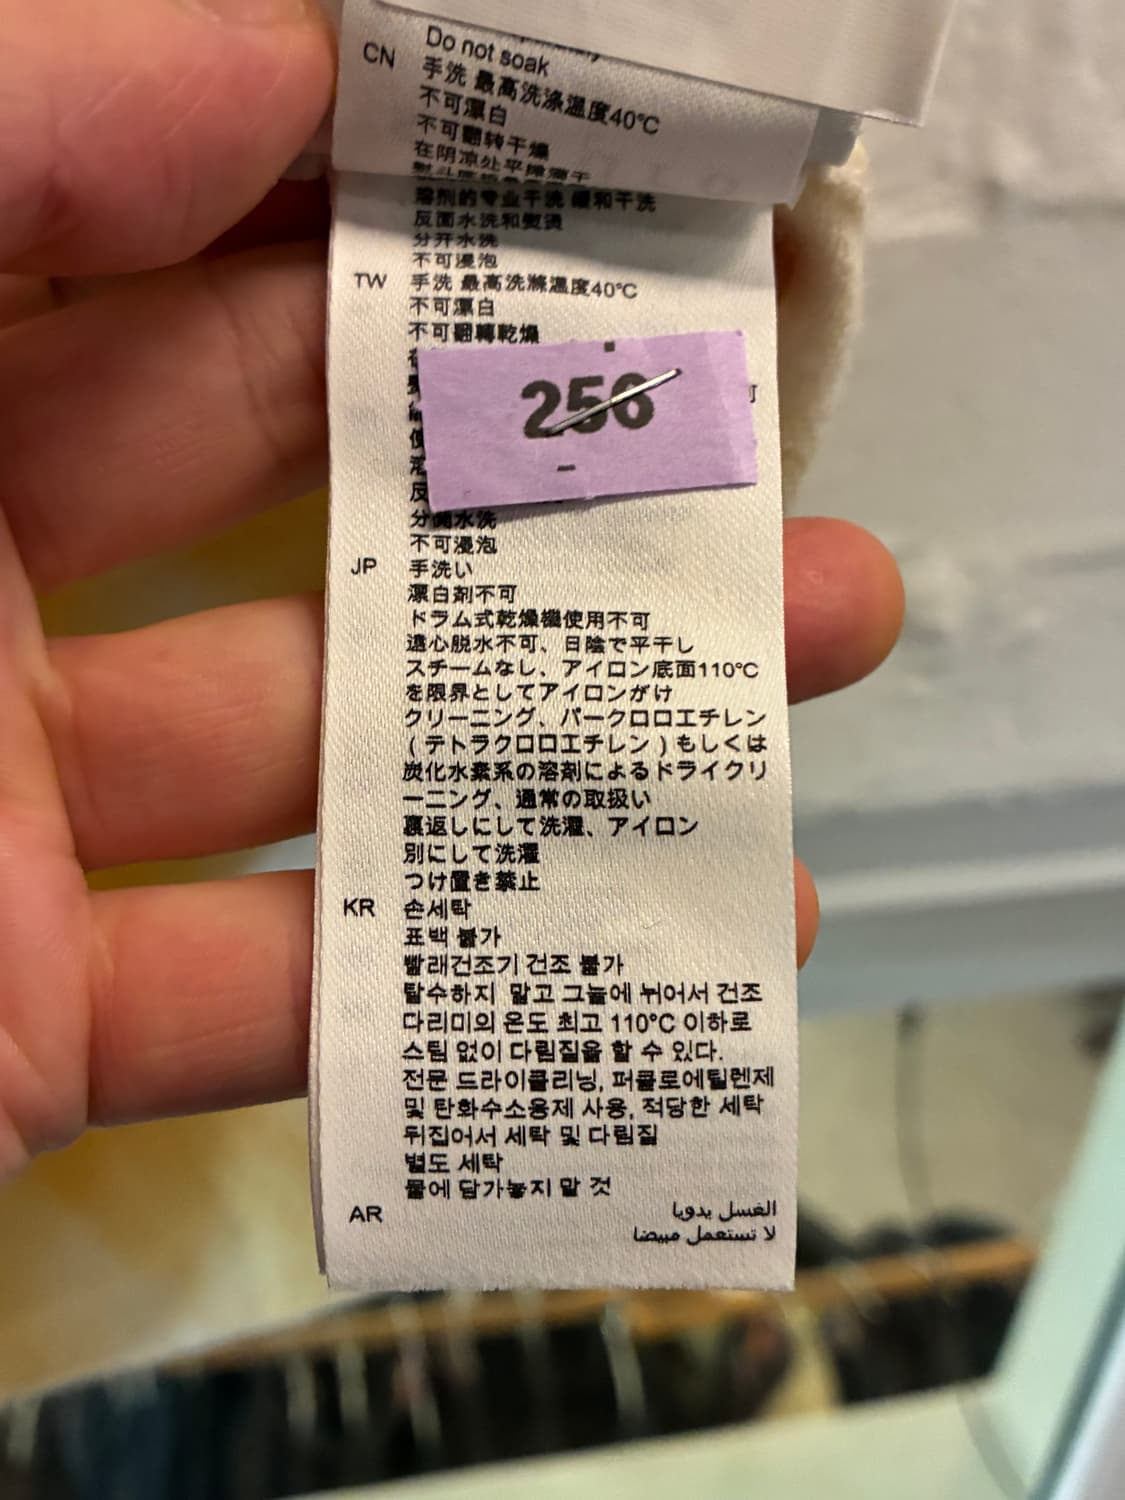 Do not soak
CN
手洗 最高洗涤温度40°C
不可漂白
不可翻转干燥
在阴凉处平摊
溶剂的专业干洗 缓和干洗
反面水洗和熨烫
分开水洗
不可浸泡
TW
手洗 最高洗滌溫度40°C
不可漂白
不可翻轉乾燥
可
256
反
分開水洗
不可浸泡
JP
手洗い
漂白剤不可
ドラム式乾燥機使用不可
遠心脱水不可、日陰で平干し
スチームなし、アイロン底面110°C
を限界としてアイロンがけ
クリーニング、パークロロエチレン
(テトラクロロエチレン)もしくは
炭化水素系の溶剤によるドライクリ
ーニング、通常の取扱い
裏返しにして洗濯、アイロン
別にして洗濯
つけ置き禁止
KR
손세탁
표백 불가
빨래건조기 건조 불가
탈수하지 말고 그늘에 뉘어서 건조
다리미의 온도 최고 110°C 이하로
스팀 없이 다림질을 할 수 있다.
전문 드라이클리닝, 퍼클로에틸렌제
및 탄화수소용제 사용, 적당한 세탁
뒤집어서 세탁 및 다림질
별도 세탁
물에 담가놓지 말 것
AR
الغسل يدويا
لا تستعمل مبيضا